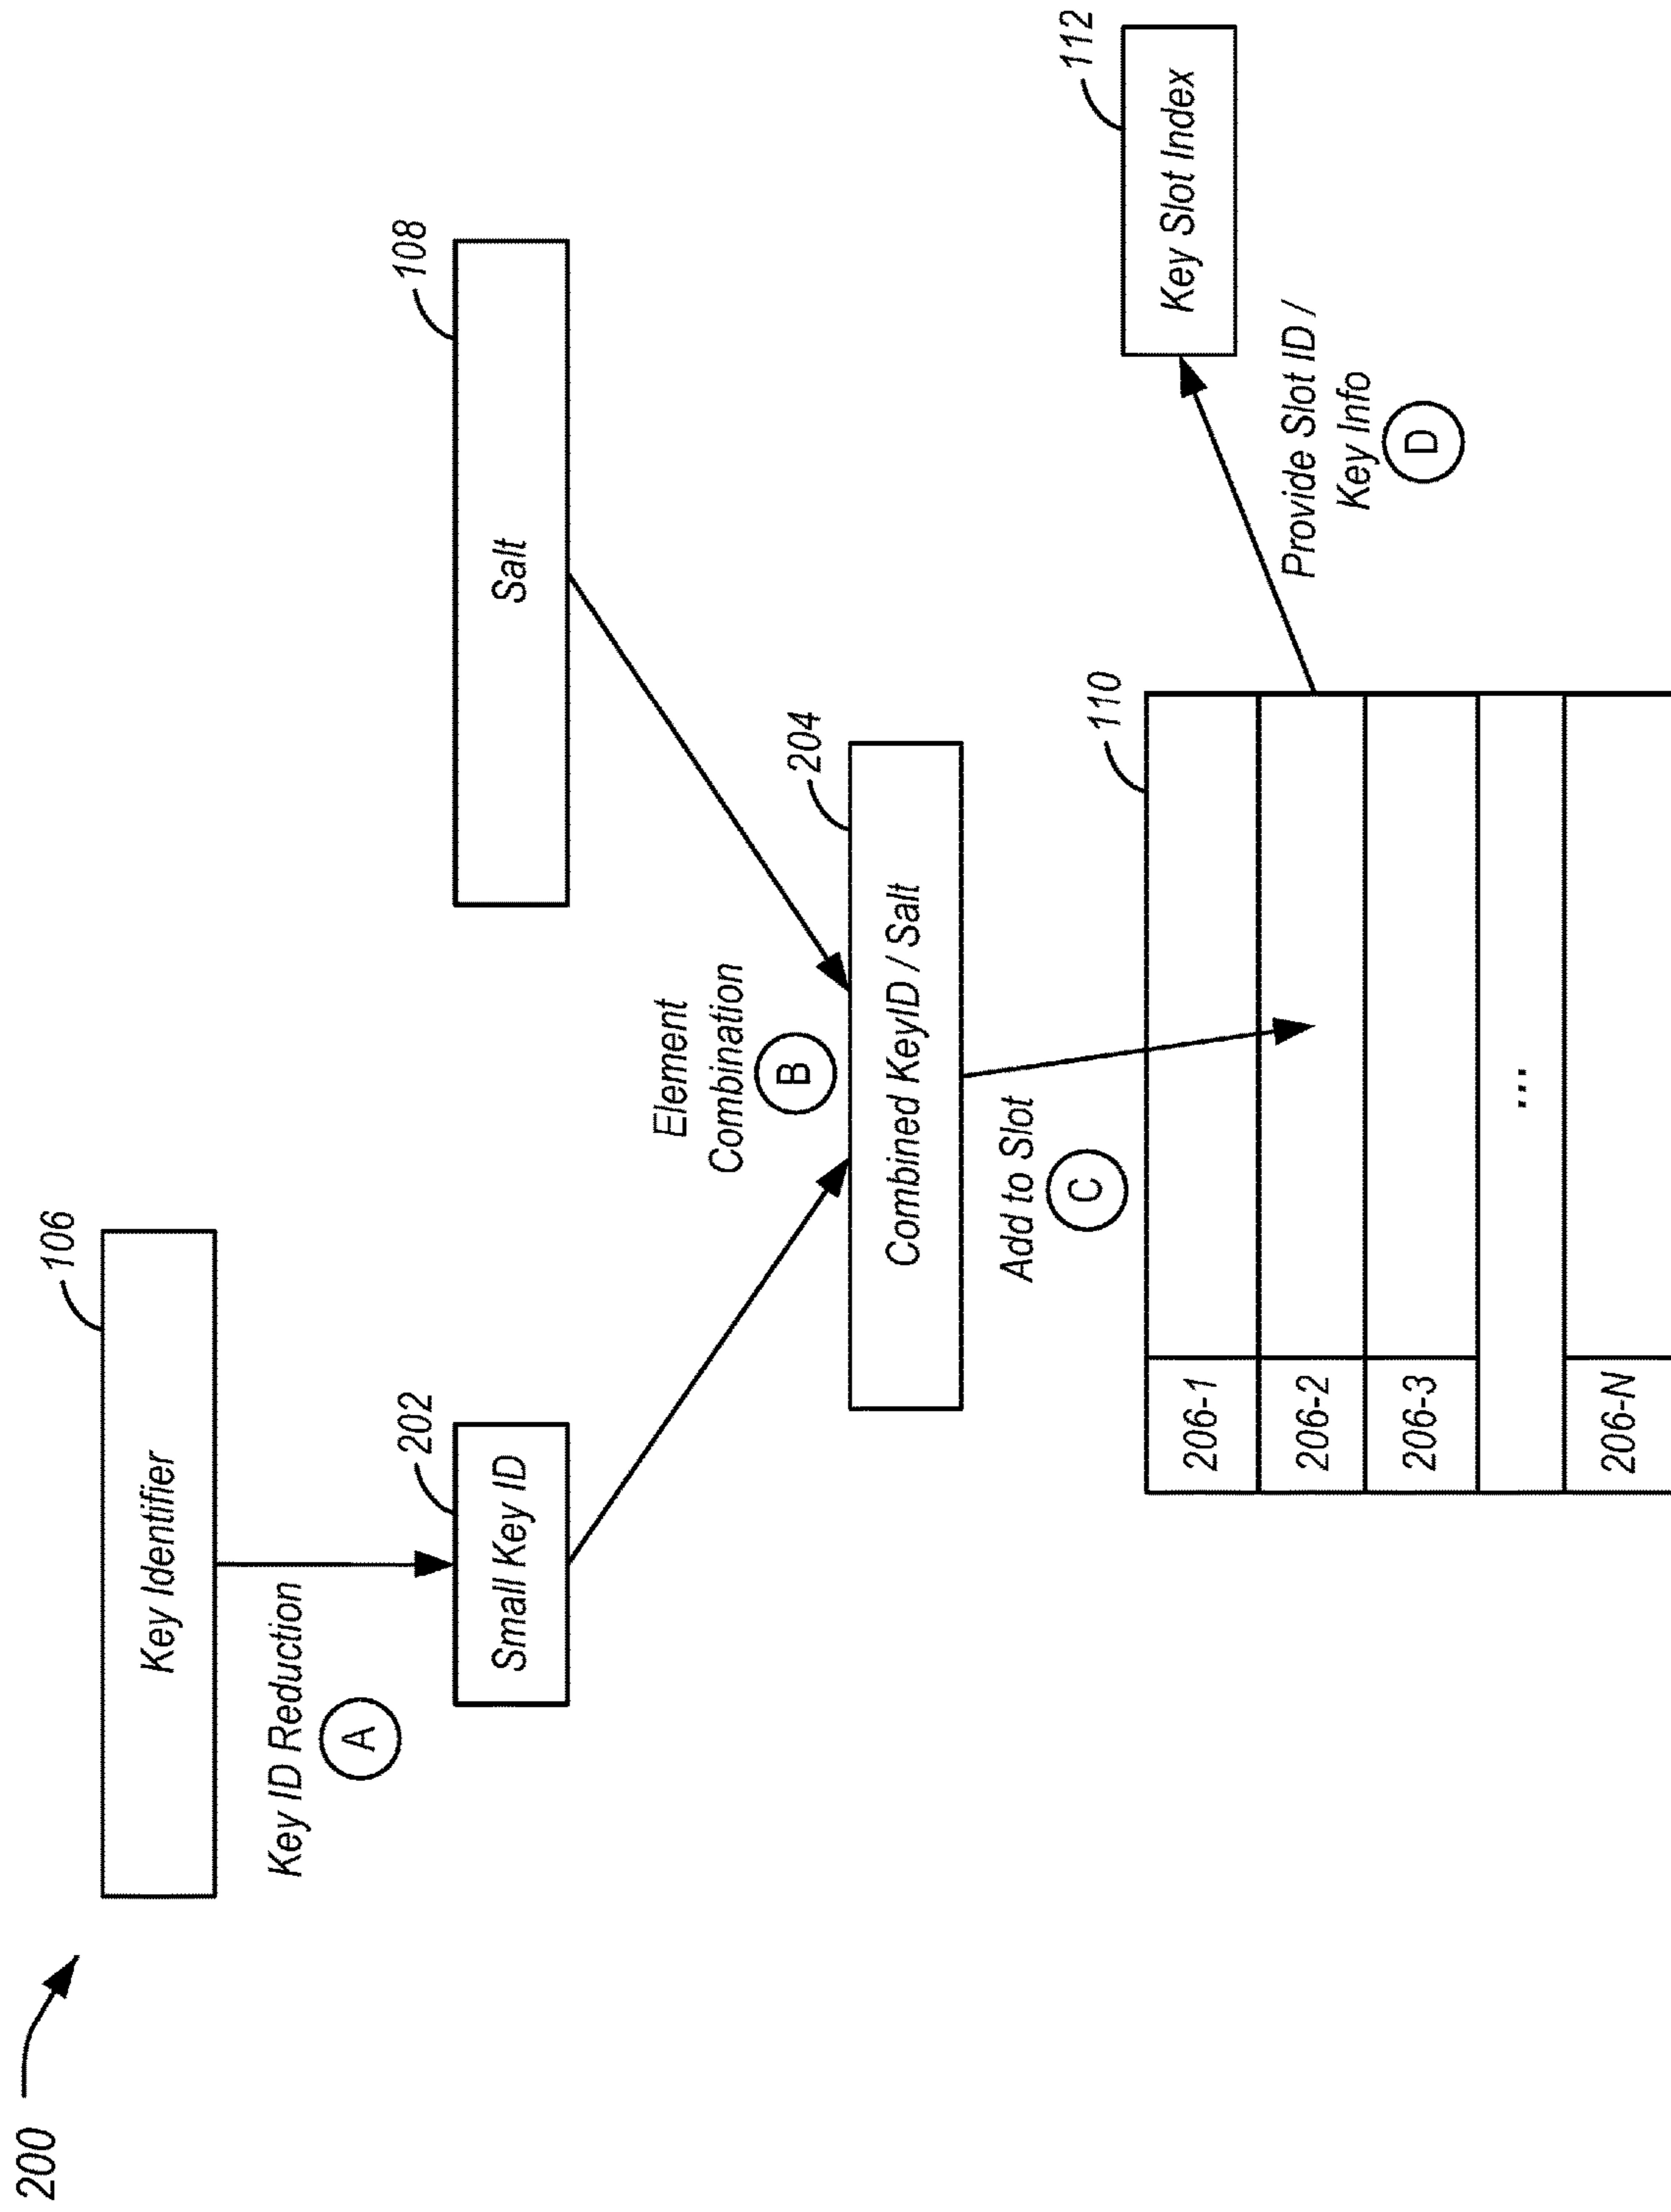 200
106
Key Identifier
Key ID Reduction
A
202
Small Key ID
108
Salt
Element
Combination
B
204
Combined KeyID / Salt
Add to Slot
C
110
206-1
206-2
206-3
...
206-N
Provide Slot ID /
Key Info
D
112
Key Slot Index